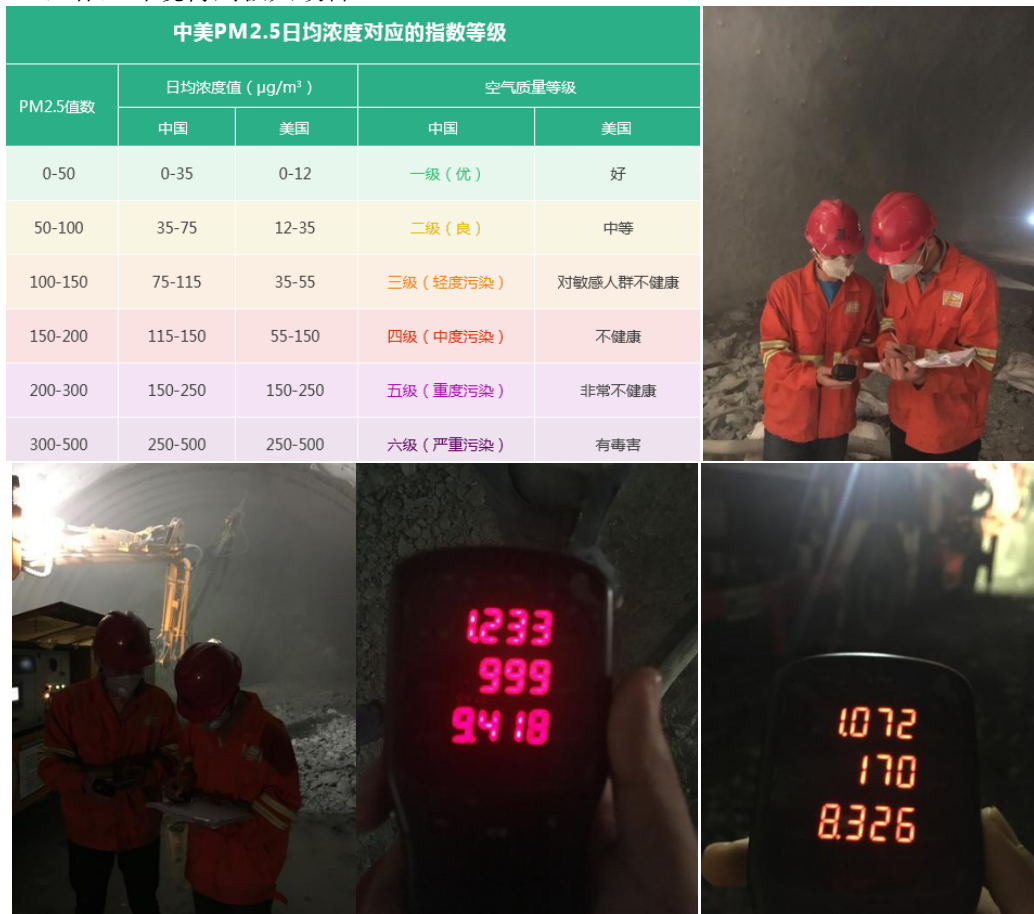 中美PM2.5日均浓度对应的指数等级
PM2.5值数 日均浓度值（μg/m³） 空气质量等级
中国 美国 中国 美国
0-50 0-35 0-12 一级（优） 好
50-100 35-75 12-35 二级（良） 中等
100-150 75-115 35-55 三级（轻度污染） 对敏感人群不健康
150-200 115-150 55-150 四级（中度污染） 不健康
200-300 150-250 150-250 五级（重度污染） 非常不健康
300-500 250-500 250-500 六级（严重污染） 有毒害
1.233
999
9.418
1.072
170
8.326